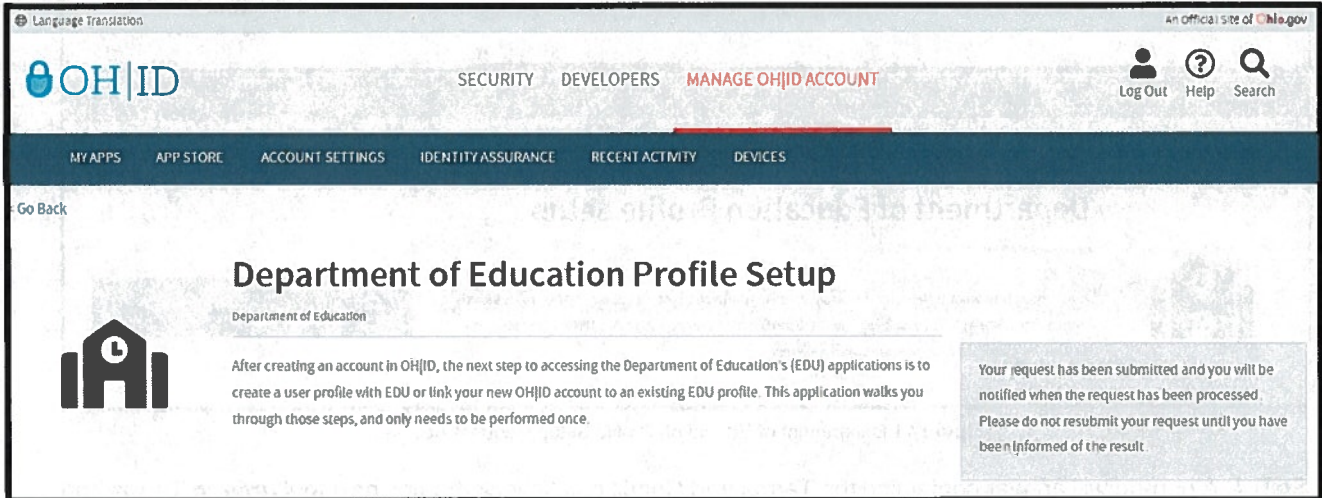 Language Translation
An Official Site of Ohio.gov
OH|ID
SECURITY DEVELOPERS MANAGE OH|ID ACCOUNT
Log Out Help Search
MY APPS APP STORE ACCOUNT SETTINGS IDENTITY ASSURANCE RECENT ACTIVITY DEVICES
< Go Back
Department of Education Profile Setup
Department of Education
After creating an account in OH|ID, the next step to accessing the Department of Education's (EDU) applications is to
create a user profile with EDU or link your new OH|ID account to an existing EDU profile. This application walks you
through those steps, and only needs to be performed once.
Your request has been submitted and you will be
notified when the request has been processed.
Please do not resubmit your request until you have
been informed of the result.